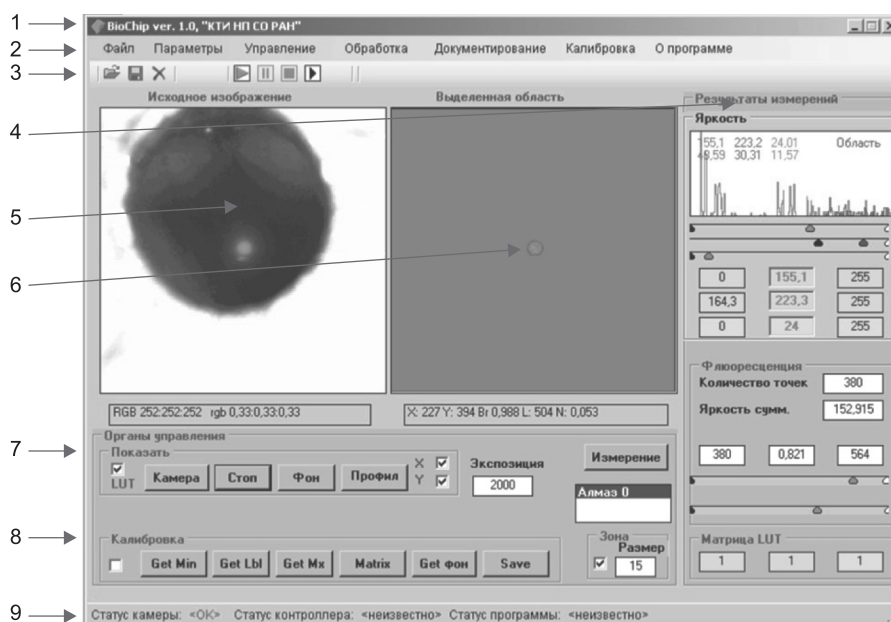 1
BioChip ver. 1.0, "КТИ НП СО РАН"
2
Файл Параметры Управление Обработка Документирование Калибровка О программе
3
Исходное изображение Выделенная область Результаты измерений
4
Яркость
155,1 223,2 24,01 Область
49,59 30,31 11,57
5
6
0 155,1 255
164,3 223,3 255
0 24 255
Флюоресценция
Количество точек 380
Яркость сумм. 152,915
RGB 252:252:252 rgb 0,33:0,33:0,33 X: 227 Y: 394 Br 0,988 L: 504 N: 0,053
Органы управления
7
Показать
LUT Камера Стоп Фон Профил X Y Экспозиция 2000 Измерение
380 0,821 564
Алмаз 0
8
Калибровка Зона Размер 15
Get Min Get Lbl Get Mx Matrix Get фон Save
Матрица LUT
1 1 1
9
Статус камеры: <OK> Статус контроллера: <неизвестно> Статус программы: <неизвестно>